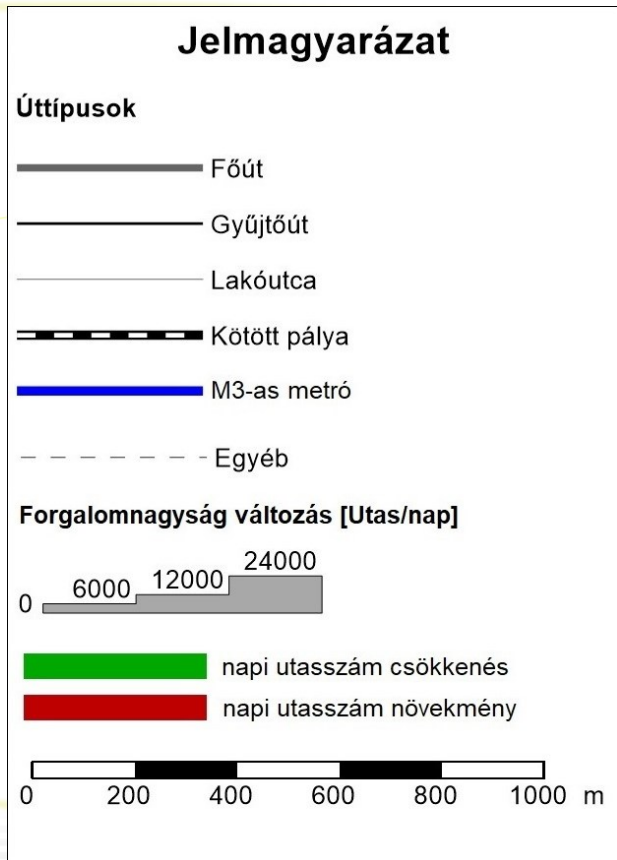 Jelmagyarázat
Úttípusok
Főút
Gyűjtőút
Lakóutca
Kötött pálya
M3-as metró
Egyéb
Forgalomnagyság változás [Utas/nap]
0 6000 12000 24000
napi utasszám csökkenés
napi utasszám növekmény
0 200 400 600 800 1000 m